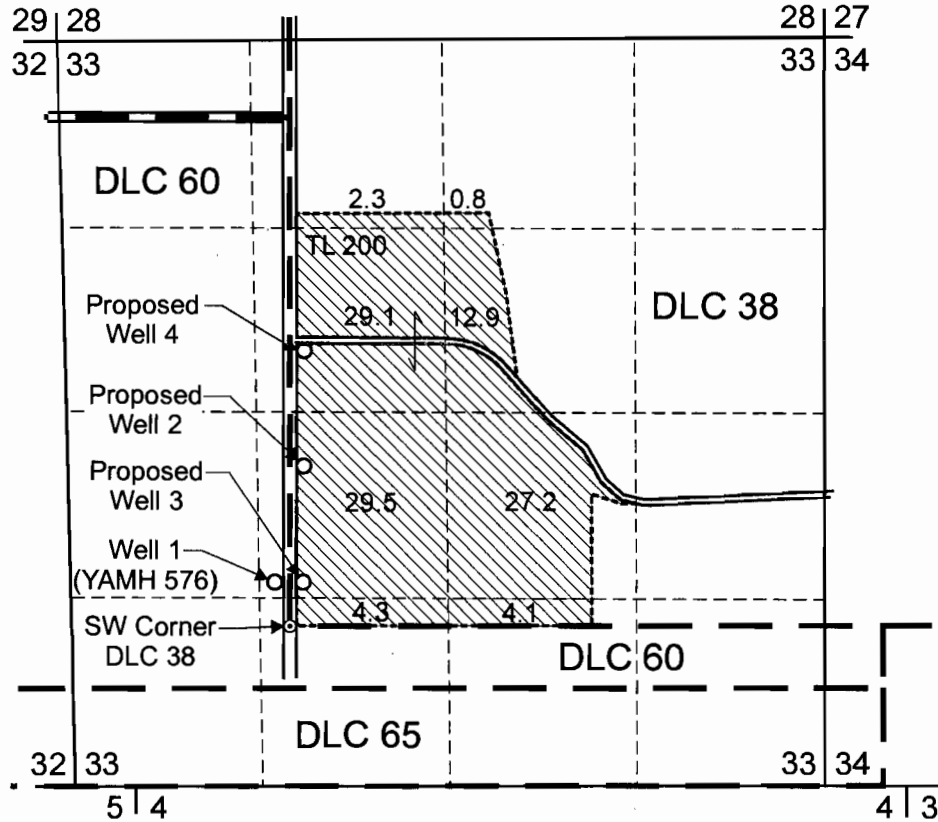 29 28
28 27
32 33
33 34
DLC 60
2.3
0.8
TL 200
Proposed
Well 4
29.1
12.9
DLC 38
Proposed
Well 2
Proposed
Well 3
29.5
27.2
Well 1
(YAMH 576)
4.3
4.1
SW Corner
DLC 38
DLC 60
DLC 65
32 33
33 34
5 4
4 3